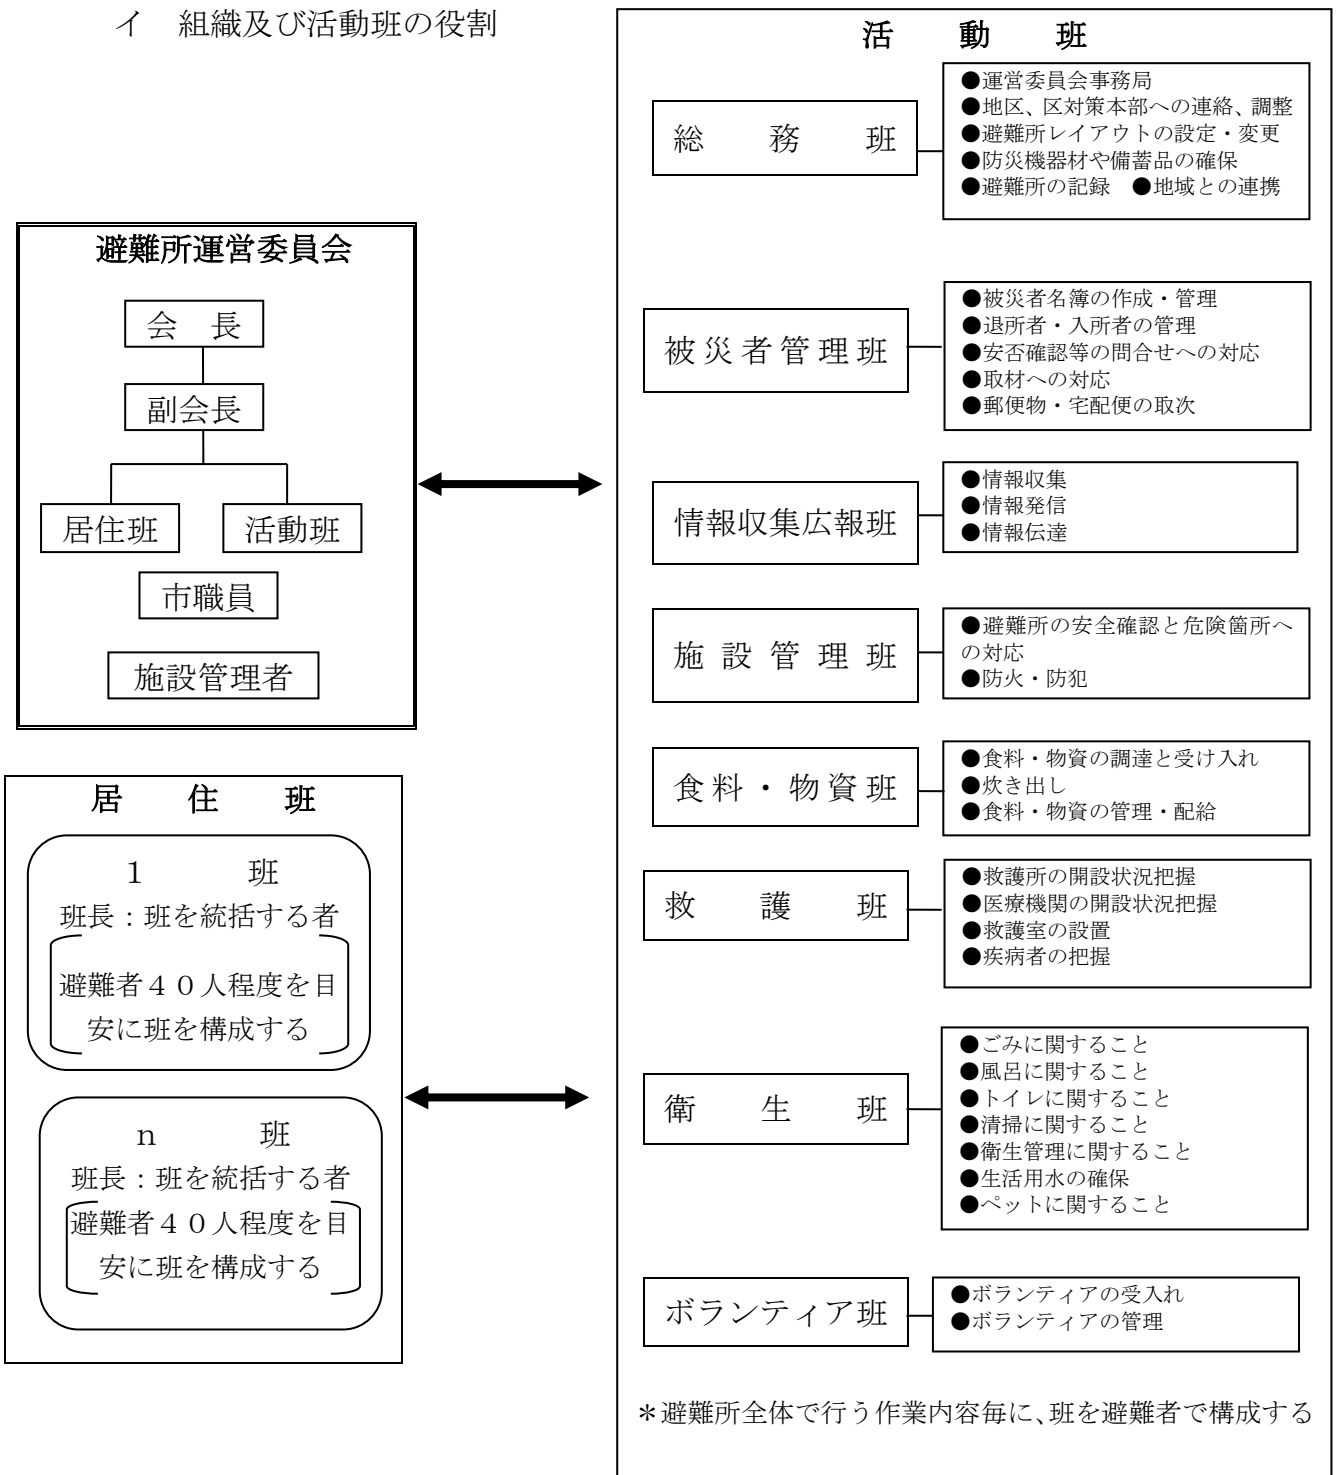 イ　組織及び活動班の役割
避難所運営委員会
会　長
副会長
居住班
活動班
市職員
施設管理者
居　住　班
１　班
班長：班を統括する者
避難者４０人程度を目
安に班を構成する
ｎ　班
班長：班を統括する者
避難者４０人程度を目
安に班を構成する
活　動　班
総　務　班
●運営委員会事務局
●地区、区対策本部への連絡、調整
●避難所レイアウトの設定・変更
●防災機器材や備蓄品の確保
●避難所の記録　●地域との連携
被災者管理班
●被災者名簿の作成・管理
●退所者・入所者の管理
●安否確認等の問合せへの対応
●取材への対応
●郵便物・宅配便の取次
情報収集広報班
●情報収集
●情報発信
●情報伝達
施設管理班
●避難所の安全確認と危険箇所へ
の対応
●防火・防犯
食料・物資班
●食料・物資の調達と受け入れ
●炊き出し
●食料・物資の管理・配給
救　護　班
●救護所の開設状況把握
●医療機関の開設状況把握
●救護室の設置
●疾病者の把握
衛　生　班
●ごみに関すること
●風呂に関すること
●トイレに関すること
●清掃に関すること
●衛生管理に関すること
●生活用水の確保
●ペットに関すること
ボランティア班
●ボランティアの受入れ
●ボランティアの管理
＊避難所全体で行う作業内容毎に、班を避難者で構成する